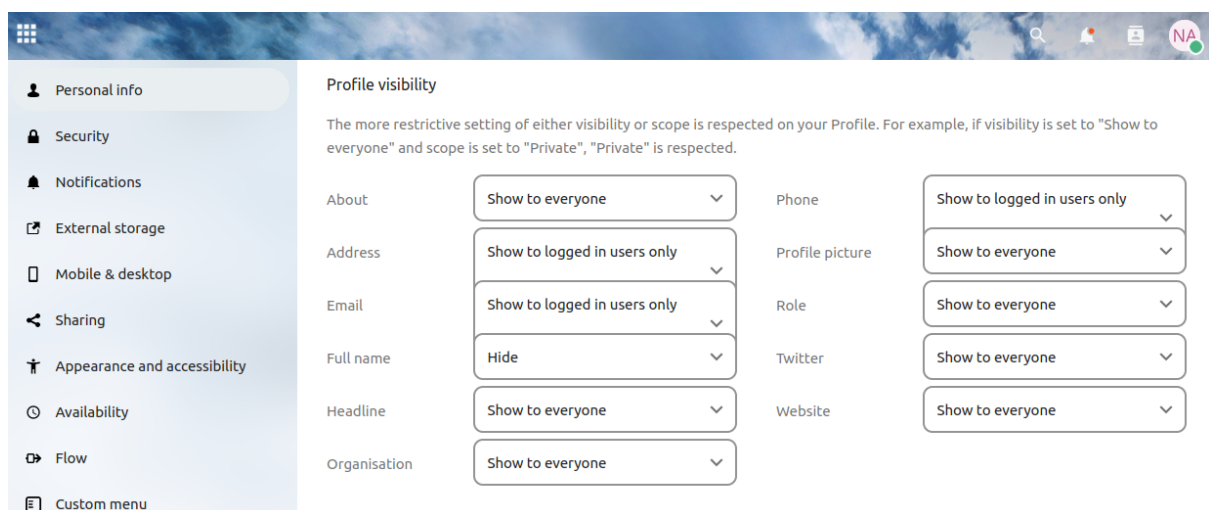 NA
Personal info
Security
Notifications
External storage
Mobile & desktop
Sharing
Appearance and accessibility
Availability
Flow
Custom menu
Profile visibility
The more restrictive setting of either visibility or scope is respected on your Profile. For example, if visibility is set to "Show to
everyone" and scope is set to "Private", "Private" is respected.
About Show to everyone
Address Show to logged in users only
Email Show to logged in users only
Full name Hide
Headline Show to everyone
Organisation Show to everyone
Phone Show to logged in users only
Profile picture Show to everyone
Role Show to everyone
Twitter Show to everyone
Website Show to everyone